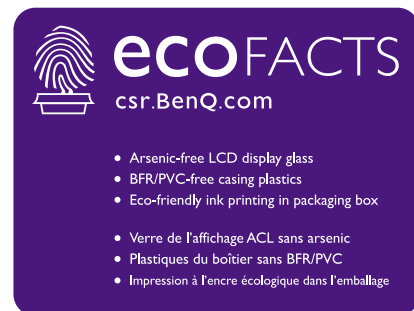 ecoFACTS
csr.BenQ.com
• Arsenic-free LCD display glass
• BFR/PVC-free casing plastics
• Eco-friendly ink printing in packaging box
• Verre de l'affichage ACL sans arsenic
• Plastiques du boîtier sans BFR/PVC
• Impression à l'encre écologique dans l'emballage